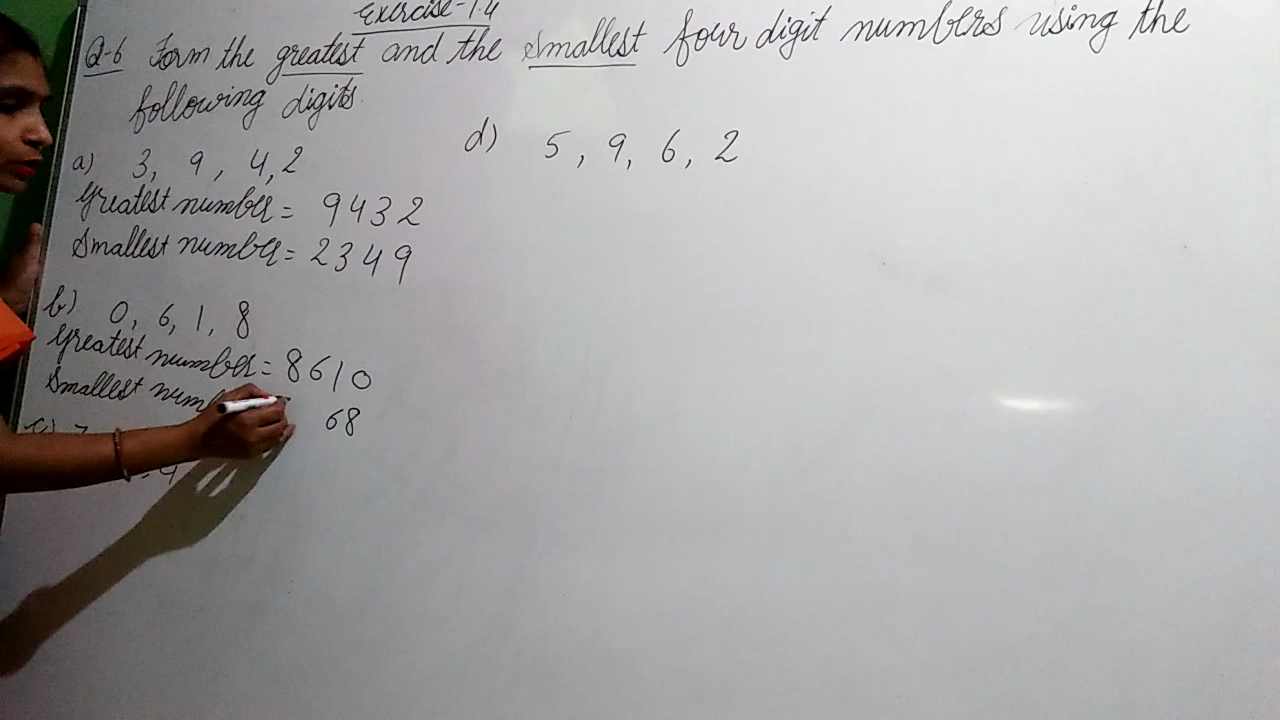 Exercise-1.4
Q-6 Form the greatest and the smallest four digit numbers using the
following digits.
a) 3, 9, 4, 2
Greatest number = 9432
Smallest number = 2349
b) 0, 6, 1, 8
Greatest number = 8610
Smallest 68
c)
d) 5, 9, 6, 2